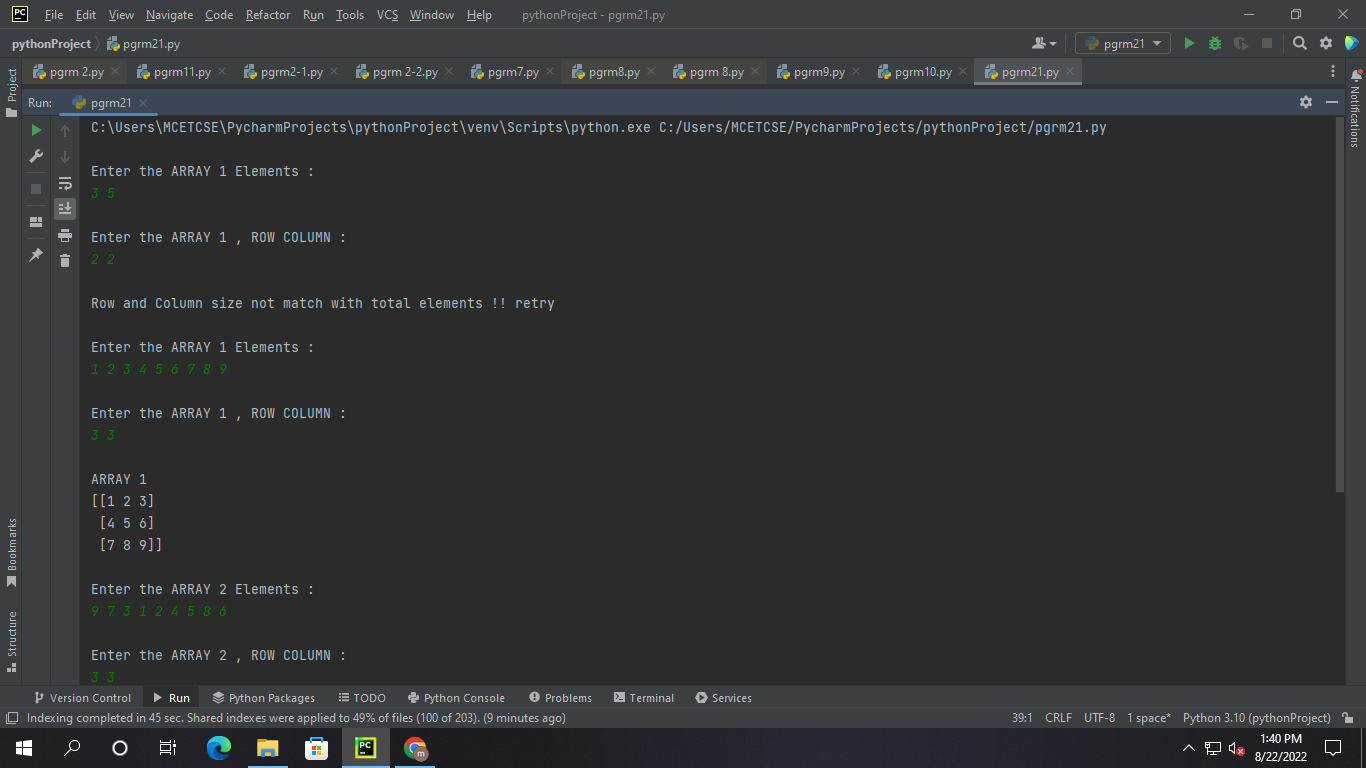 File Edit View Navigate Code Refactor Run Tools VCS Window Help pythonProject - pgrm21.py
pythonProject pgrm21.py pgrm21
pgrm 2.py pgrm11.py pgrm2-1.py pgrm 2-2.py pgrm7.py pgrm8.py pgrm 8.py pgrm9.py pgrm10.py pgrm21.py
Project
Notifications
Run: pgrm21
C:\Users\MCETCSE\PycharmProjects\pythonProject\venv\Scripts\python.exe C:/Users/MCETCSE/PycharmProjects/pythonProject/pgrm21.py
Enter the ARRAY 1 Elements :
3 5
Enter the ARRAY 1 , ROW COLUMN :
2 2
Row and Column size not match with total elements !! retry
Enter the ARRAY 1 Elements :
1 2 3 4 5 6 7 8 9
Enter the ARRAY 1 , ROW COLUMN :
3 3
ARRAY 1
[[1 2 3]
[4 5 6]
[7 8 9]]
Enter the ARRAY 2 Elements :
9 7 3 1 2 4 5 8 6
Enter the ARRAY 2 , ROW COLUMN :
3 3
Bookmarks
Structure
Version Control Run Python Packages TODO Python Console Problems Terminal Services
Indexing completed in 45 sec. Shared indexes were applied to 49% of files (100 of 203). (9 minutes ago) 39:1 CRLF UTF-8 1 space* Python 3.10 (pythonProject)
PC
m
1:40 PM
8/22/2022